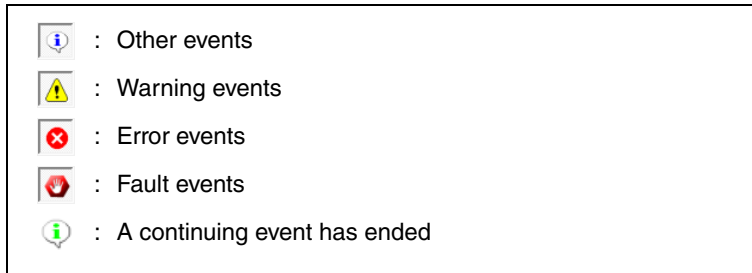 : Other events
: Warning events
: Error events
: Fault events
: A continuing event has ended